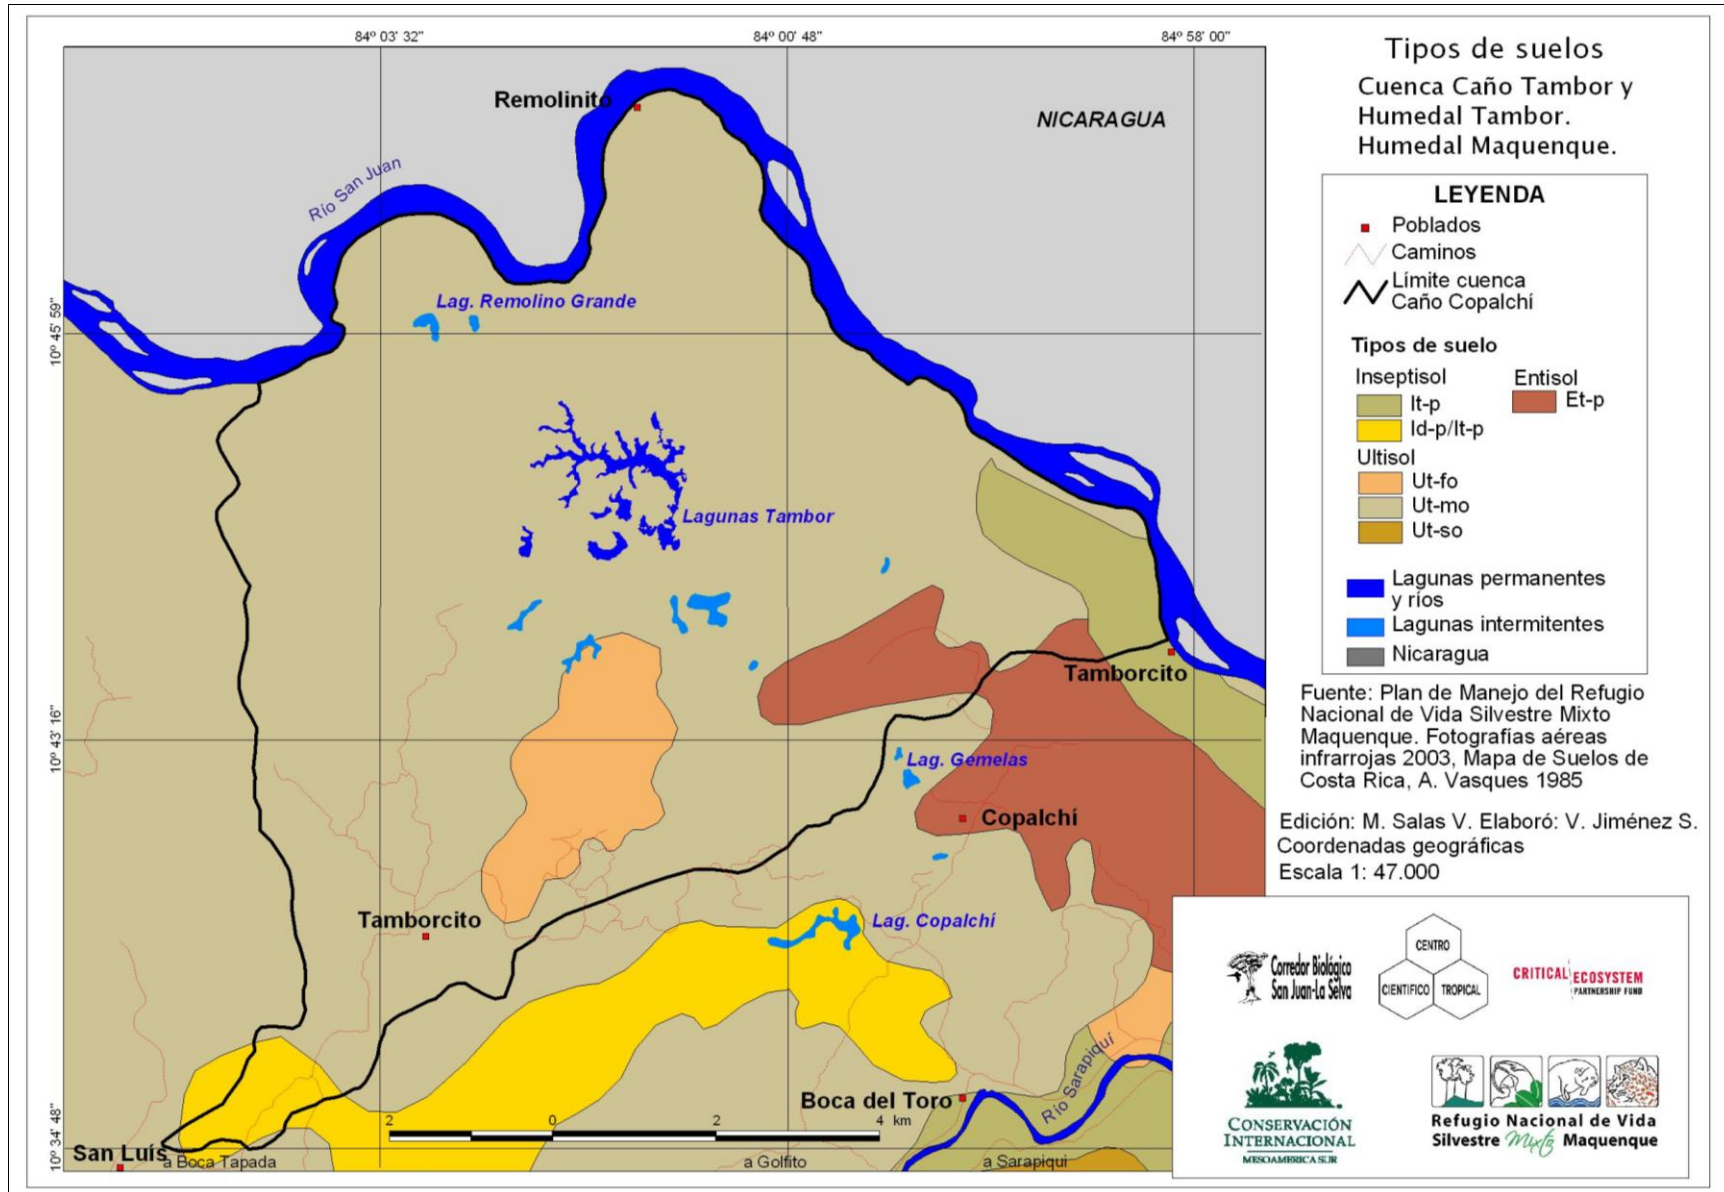 84º 03' 32"
84º 00' 48"
84º 58' 00"
Tipos de suelos
Cuenca Caño Tambor y
Humedal Tambor.
Humedal Maquenque.
Remolinito
NICARAGUA
Río San Juan
LEYENDA
Poblados
Caminos
Límite cuenca
Caño Copalchí
Lag. Remolino Grande
10º 45' 59"
Tipos de suelo
Inseptisol
Entisol
It-p
Et-p
Id-p/It-p
Ultisol
Ut-fo
Ut-mo
Ut-so
Lagunas Tambor
Lagunas permanentes
y ríos
Lagunas intermitentes
Nicaragua
Tamborcito
Fuente: Plan de Manejo del Refugio
Nacional de Vida Silvestre Mixto
Maquenque. Fotografías aéreas
infrarrojas 2003, Mapa de Suelos de
Costa Rica, A. Vasques 1985
10º 43' 16"
Lag. Gemelas
Copalchí
Edición: M. Salas V. Elaboró: V. Jiménez S.
Coordenadas geográficas
Escala 1: 47.000
Tamborcito
Lag. Copalchí
Corredor Biológico
San Juan-La Selva
CENTRO
CIENTIFICO
TROPICAL
CRITICAL ECOSYSTEM
PARTNERSHIP FUND
Río Sarapiquí
Boca del Toro
10º 34' 48"
2 0 2 4 km
San Luís
a Boca Tapada
a Golfito
a Sarapiqui
CONSERVACIÓN
INTERNACIONAL
MESOAMERICA SUR
Refugio Nacional de Vida
Silvestre Mixto Maquenque